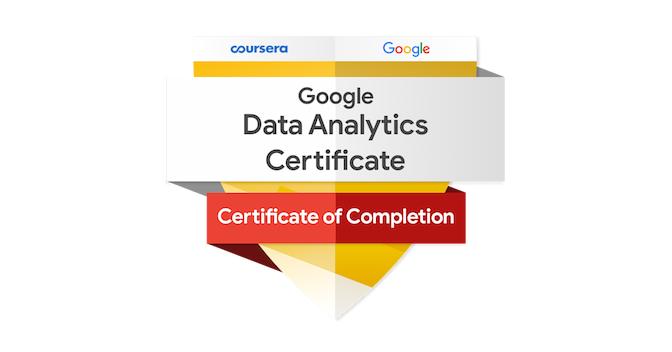 coursera Google
Google
Data Analytics
Certificate
Certificate of Completion